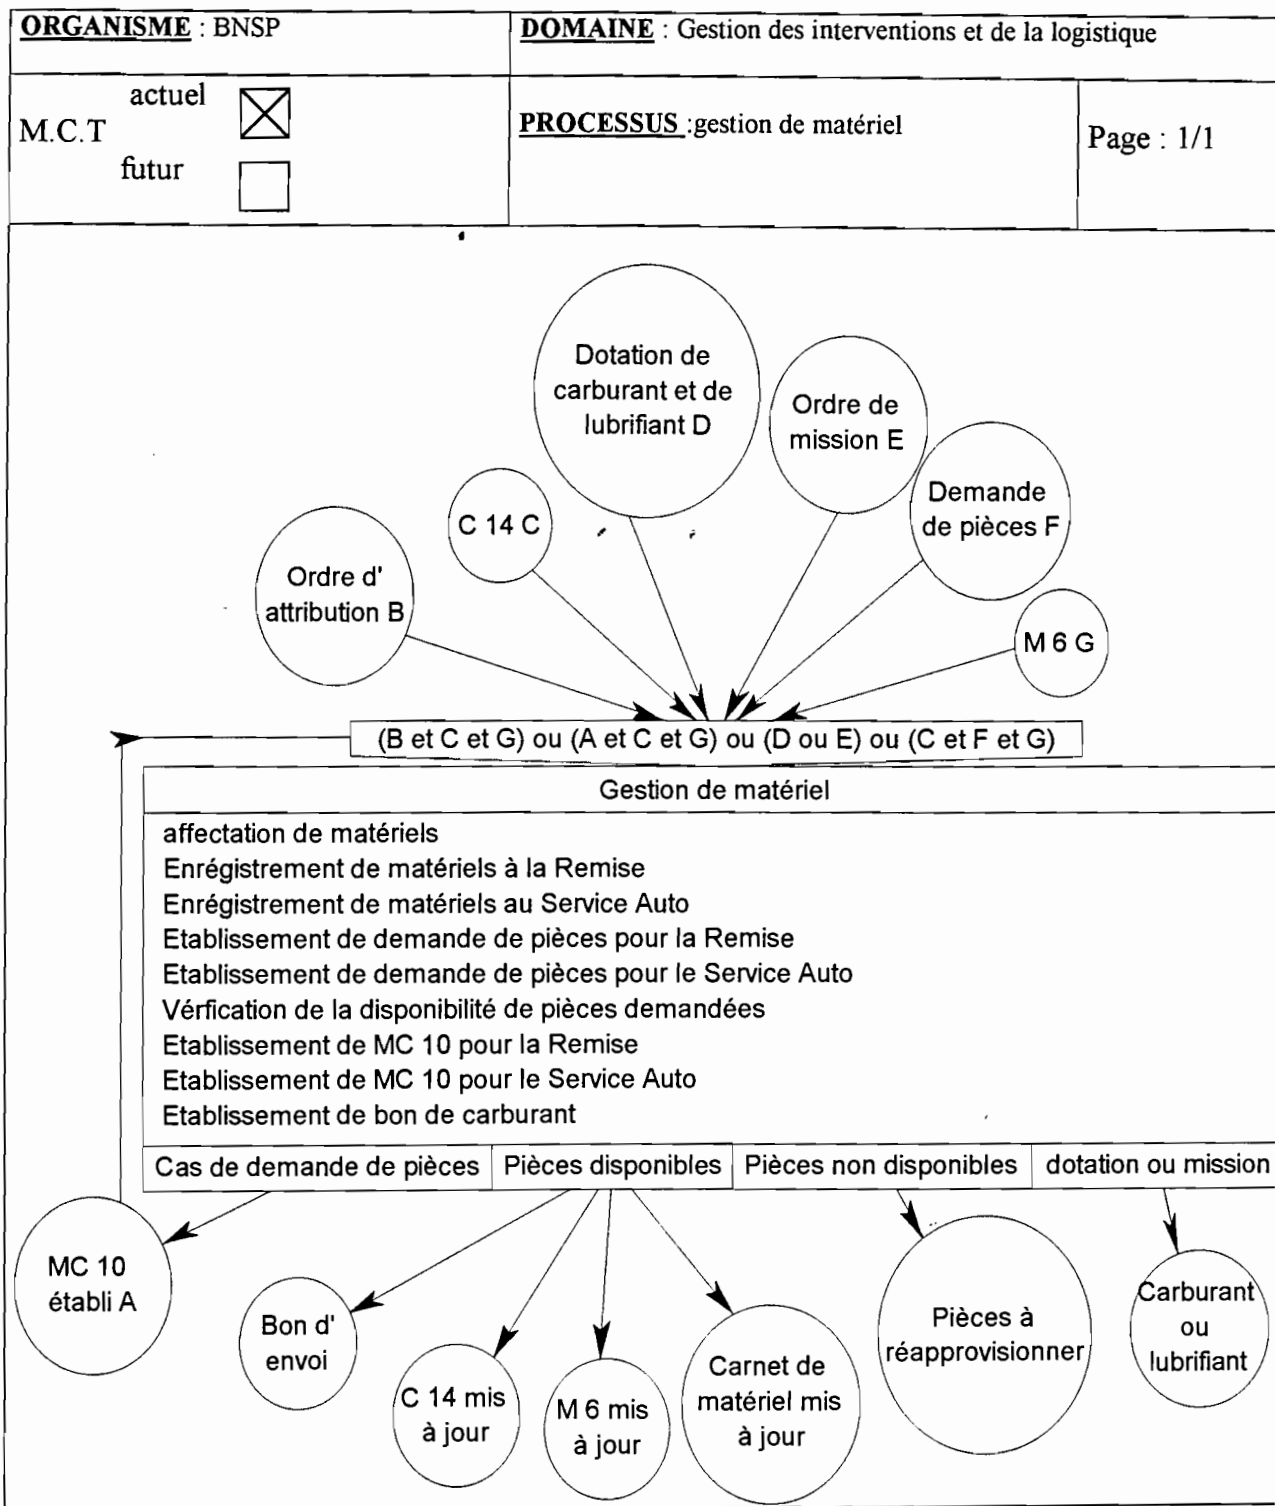 ORGANISME : BNSP
DOMAINE : Gestion des interventions et de la logistique
M.C.T
actuel
futur
PROCESSUS :gestion de matériel
Page : 1/1
Dotation de
carburant et de
lubrifiant D
Ordre de
mission E
C 14 C
Demande
de pièces F
Ordre d'
attribution B
M 6 G
(B et C et G) ou (A et C et G) ou (D ou E) ou (C et F et G)
Gestion de matériel
affectation de matériels
Enrégistrement de matériels à la Remise
Enrégistrement de matériels au Service Auto
Etablissement de demande de pièces pour la Remise
Etablissement de demande de pièces pour le Service Auto
Vérfication de la disponibilité de pièces demandées
Etablissement de MC 10 pour la Remise
Etablissement de MC 10 pour le Service Auto
Etablissement de bon de carburant
Cas de demande de pièces
Pièces disponibles
Pièces non disponibles
dotation ou mission
MC 10
établi A
Bon d'
envoi
C 14 mis
à jour
M 6 mis
à jour
Carnet de
matériel mis
à jour
Pièces à
réapprovisionner
Carburant
ou
lubrifiant